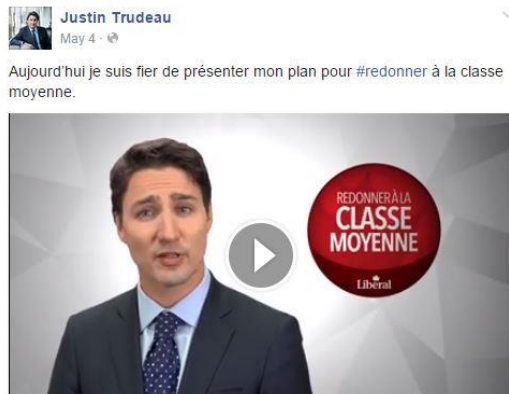 Justin Trudeau
May 4 ·
Aujourd'hui je suis fier de présenter mon plan pour #redonner à la classe
moyenne.
REDONNER À LA
CLASSE
MOYENNE
Liberal